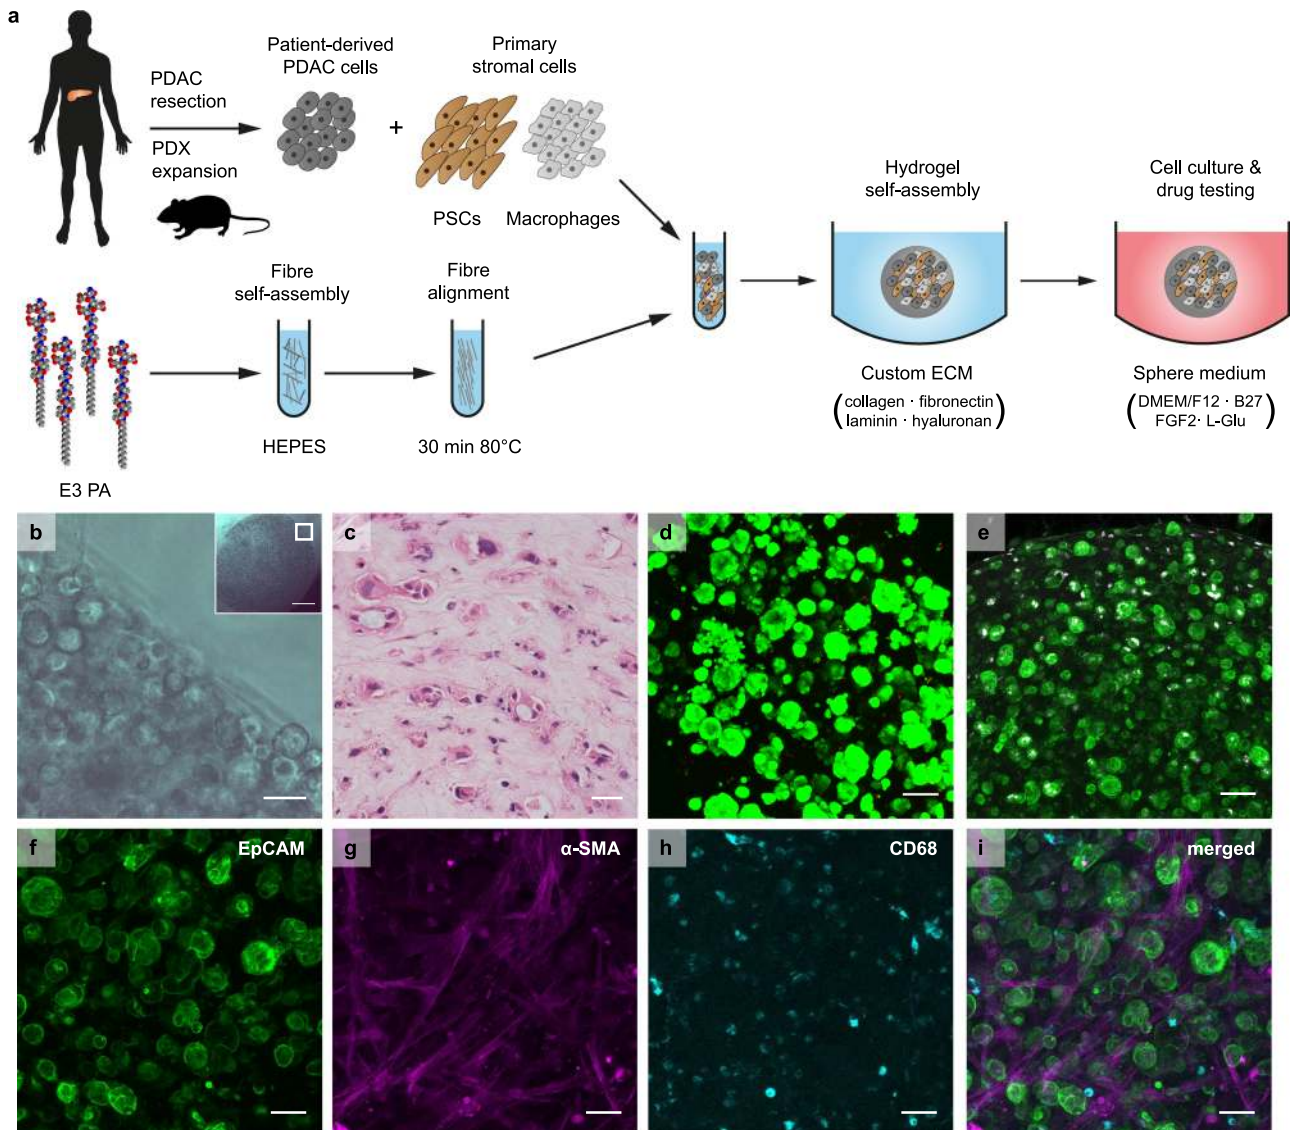 a
PDAC
resection
PDX
expansion
Patient-derived
PDAC cells
+
Primary
stromal cells
PSCs
Macrophages
Hydrogel
self-assembly
Cell culture &
drug testing
Fibre
self-assembly
Fibre
alignment
E3 PA
HEPES
30 min 80°C
Custom ECM
(collagen · fibronectin
laminin · hyaluronan)
Sphere medium
(DMEM/F12 · B27
FGF2· L-Glu)
b
c
d
e
f
EpCAM
g
α-SMA
h
CD68
i
merged